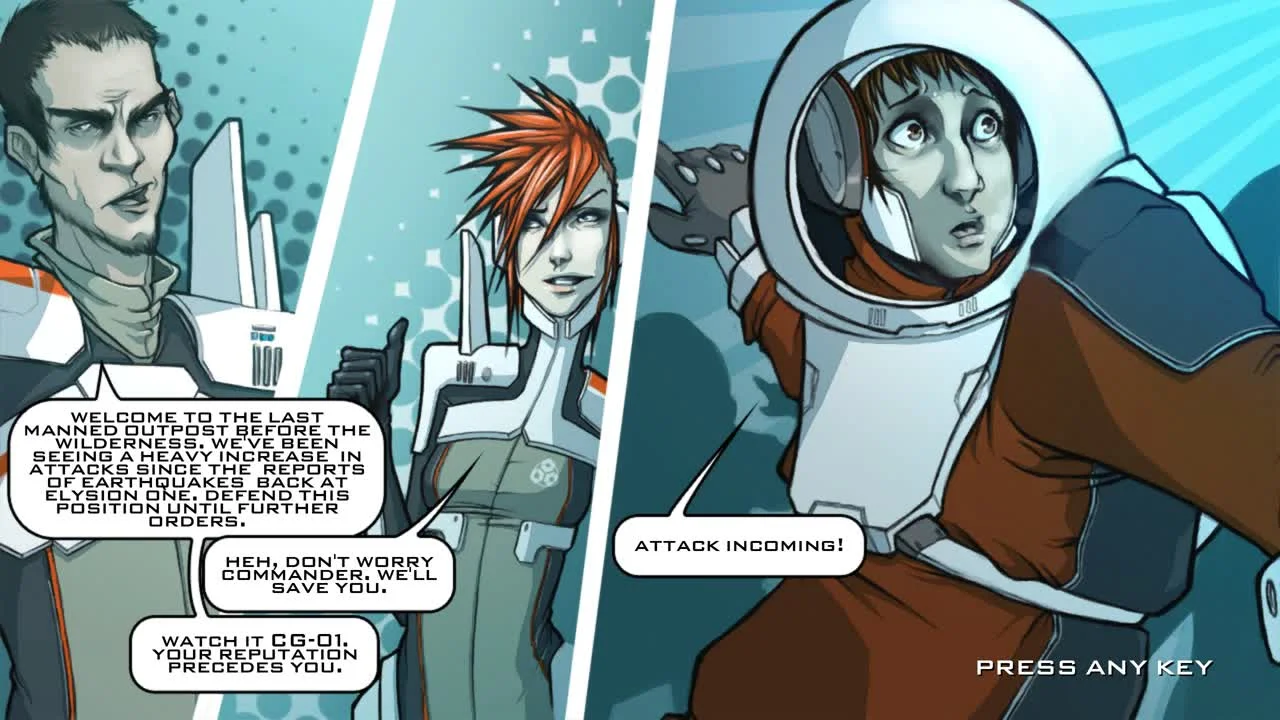 WELCOME TO THE LAST
MANNED OUTPOST BEFORE THE
WILDERNESS. WE'VE BEEN
SEEING A HEAVY INCREASE IN
ATTACKS SINCE THE REPORTS
OF EARTHQUAKES BACK AT
ELYSION ONE. DEFEND THIS
POSITION UNTIL FURTHER
ORDERS.
HEH, DON'T WORRY
COMMANDER. WE'LL
SAVE YOU.
WATCH IT CG-01.
YOUR REPUTATION
PRECEDES YOU.
ATTACK INCOMING!
PRESS ANY KEY